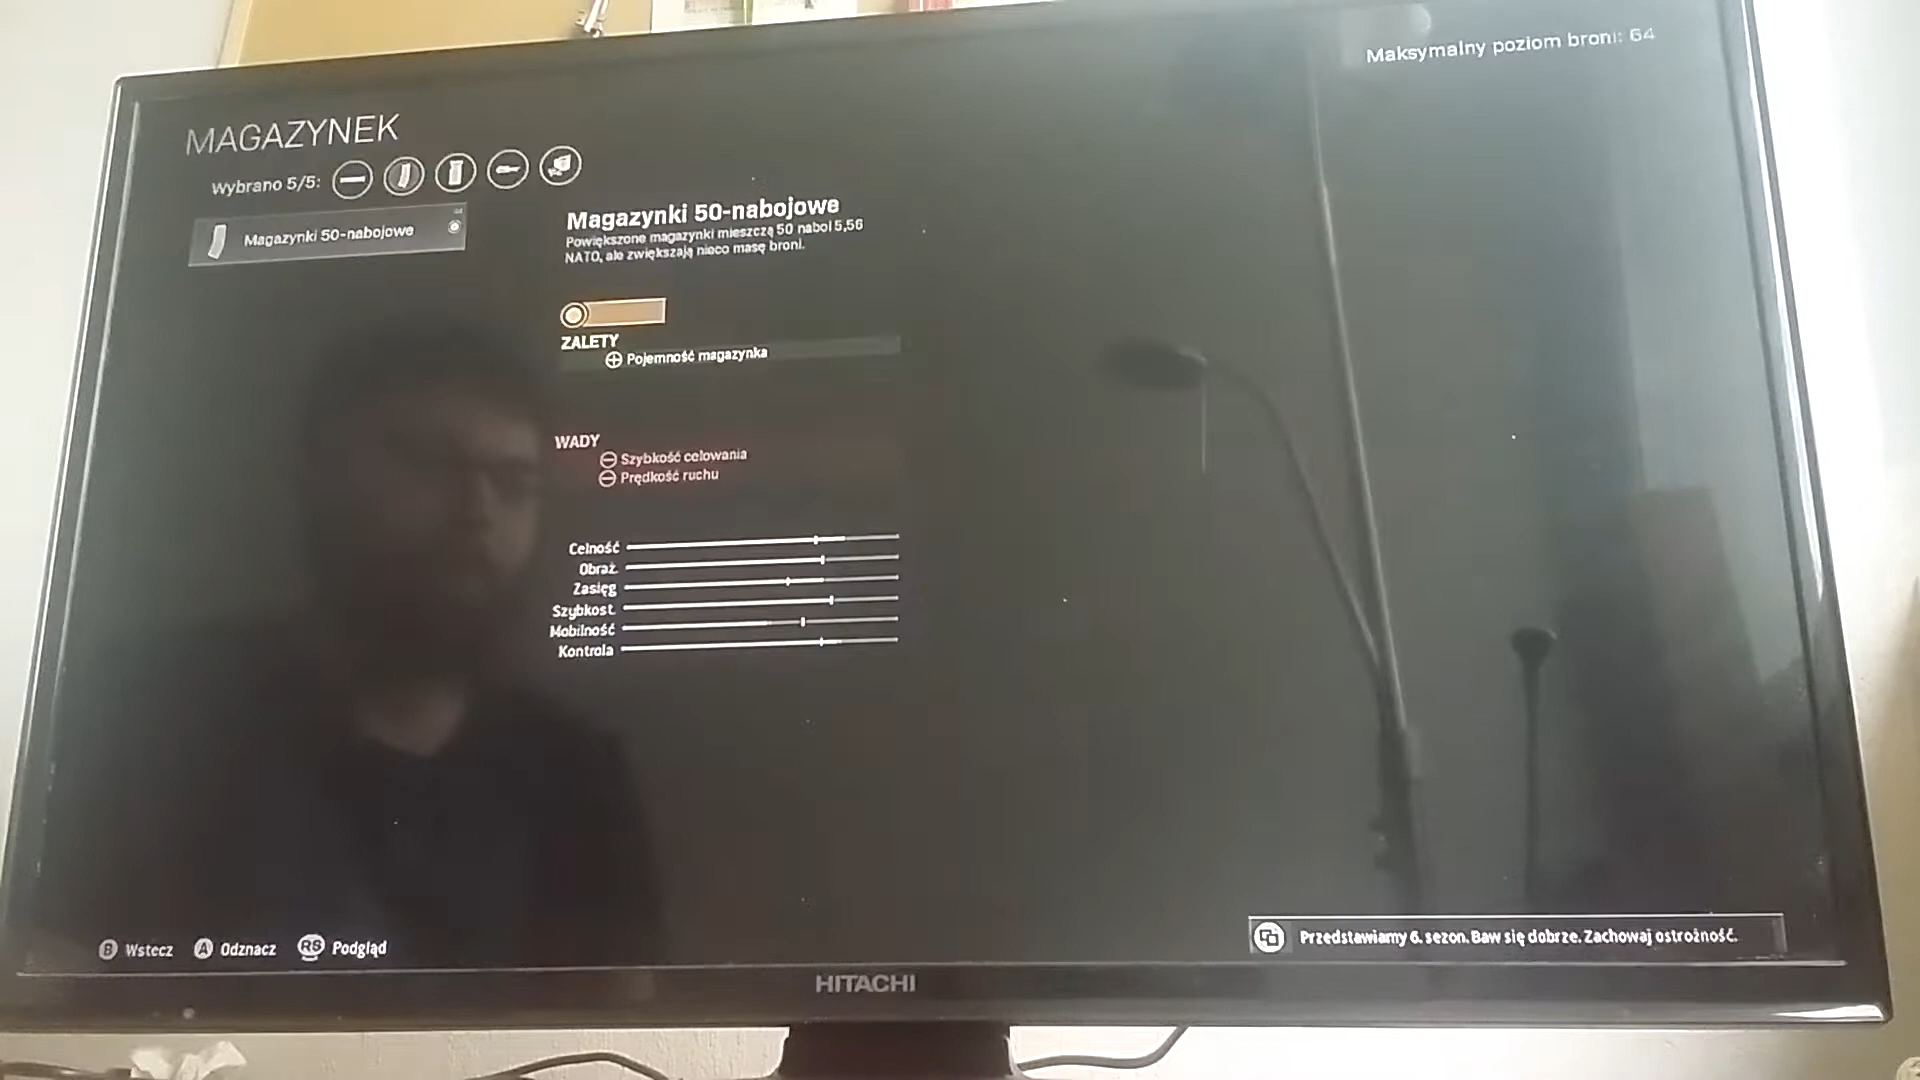 Maksymalny poziom broni: 64
MAGAZYNEK
Wybrano 5/5:
Magazynki 50-nabojowe
Magazynki 50-nabojowe
Powiększone magazynki mieszczą 50 naboi 5,56
NATO, ale zwiększają nieco masę broni.
ZALETY
Pojemność magazynka
WADY
Szybkość celowania
Prędkość ruchu
Celność
Obraż.
Zasięg
Szybkost.
Mobilność
Kontrola
B Wstecz A Odznacz RS Podgląd
Przedstawiamy 6. sezon. Baw się dobrze. Zachowaj ostrożność.
HITACHI